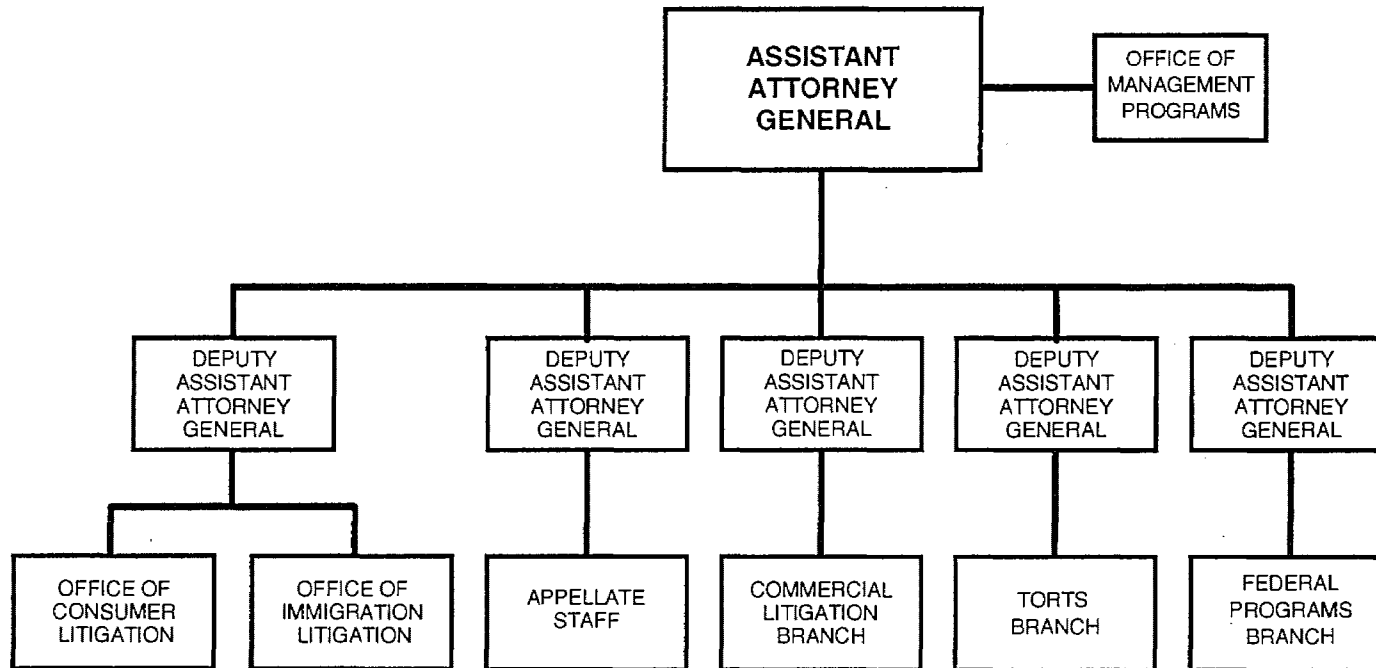 ASSISTANT
ATTORNEY
GENERAL
OFFICE OF
MANAGEMENT
PROGRAMS
DEPUTY
ASSISTANT
ATTORNEY
GENERAL
DEPUTY
ASSISTANT
ATTORNEY
GENERAL
DEPUTY
ASSISTANT
ATTORNEY
GENERAL
DEPUTY
ASSISTANT
ATTORNEY
GENERAL
DEPUTY
ASSISTANT
ATTORNEY
GENERAL
OFFICE OF
CONSUMER
LITIGATION
OFFICE OF
IMMIGRATION
LITIGATION
APPELLATE
STAFF
COMMERCIAL
LITIGATION
BRANCH
TORTS
BRANCH
FEDERAL
PROGRAMS
BRANCH